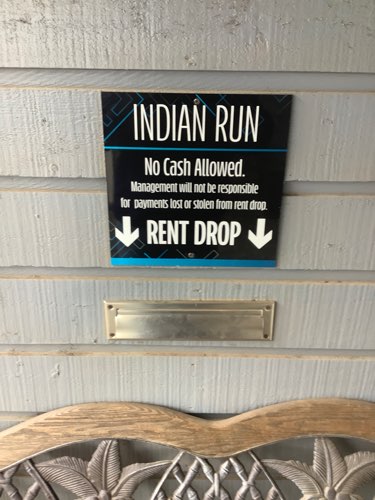 INDIAN RUN
No Cash Allowed.
Management will not be responsible
for payments lost or stolen from rent drop.
RENT DROP